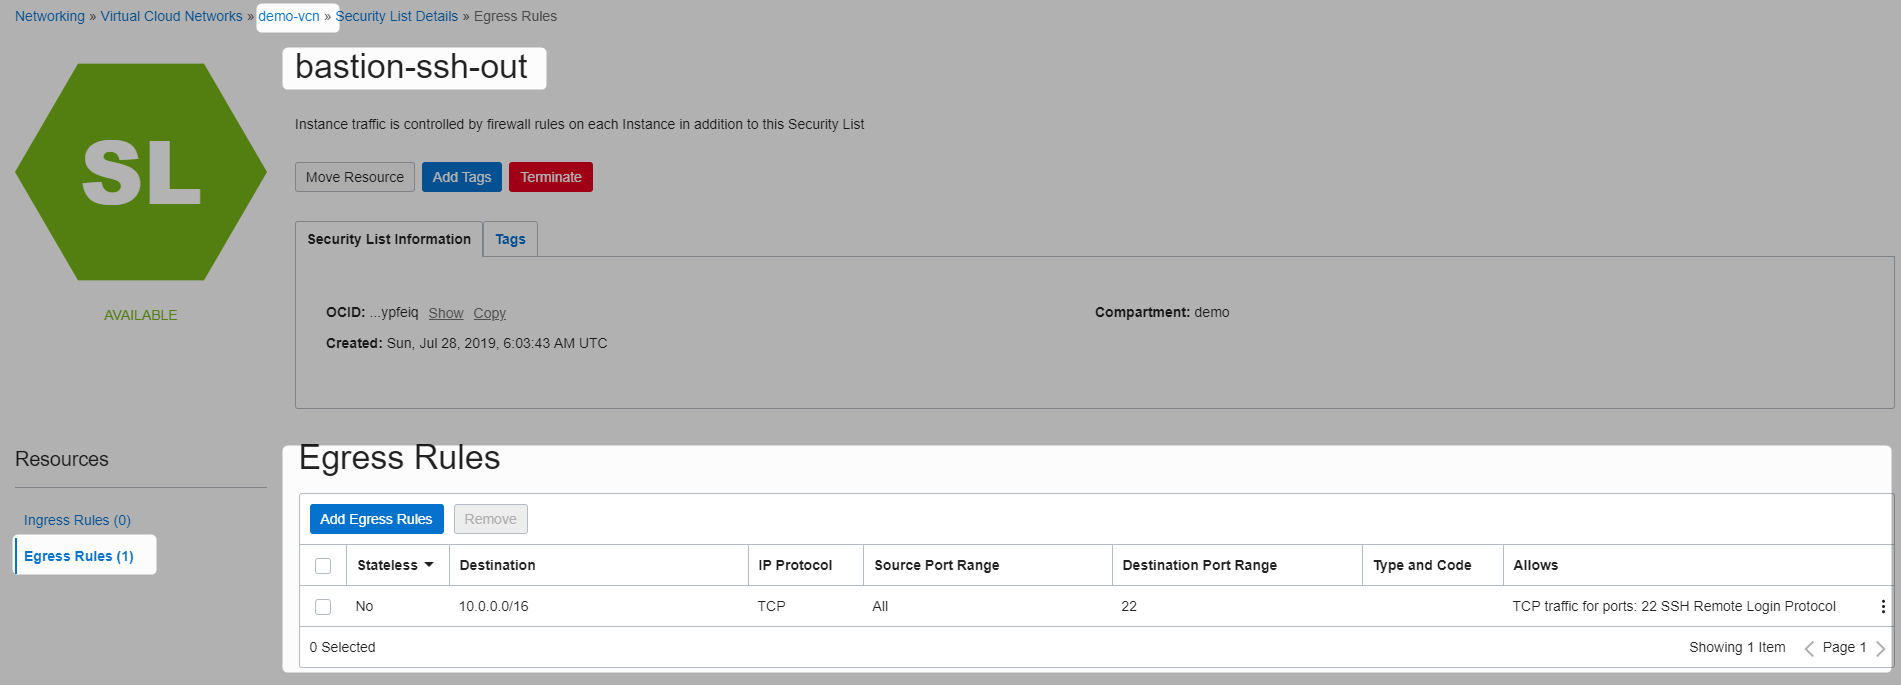 Networking » Virtual Cloud Networks » demo-vcn » Security List Details » Egress Rules
bastion-ssh-out
SL
Instance traffic is controlled by firewall rules on each Instance in addition to this Security List
Move Resource Add Tags Terminate
Security List Information Tags
AVAILABLE
OCID: ...ypfeiq Show Copy
Compartment: demo
Created: Sun, Jul 28, 2019, 6:03:43 AM UTC
Resources
Ingress Rules (0)
Egress Rules (1)
Egress Rules
Add Egress Rules Remove
Stateless Destination IP Protocol Source Port Range Destination Port Range Type and Code Allows
No 10.0.0.0/16 TCP All 22 TCP traffic for ports: 22 SSH Remote Login Protocol
0 Selected Showing 1 Item Page 1